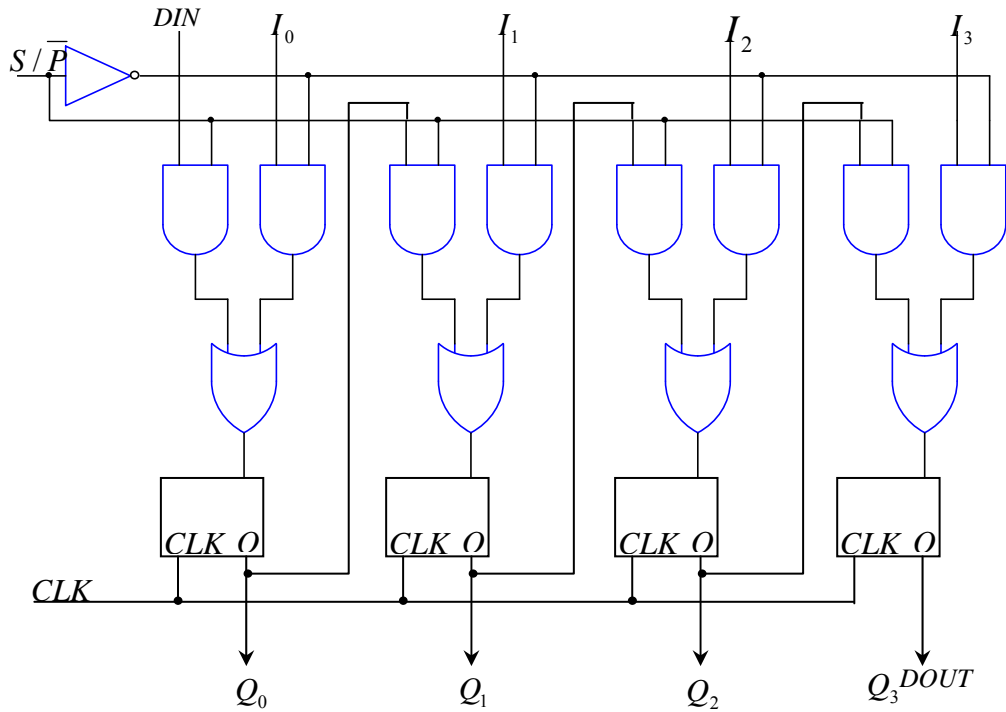 DIN I₀ I₁ I₂ I₃
S / P̅
CLK Q CLK Q CLK Q CLK Q
CLK
Q₀ Q₁ Q₂ Q₃ DOUT